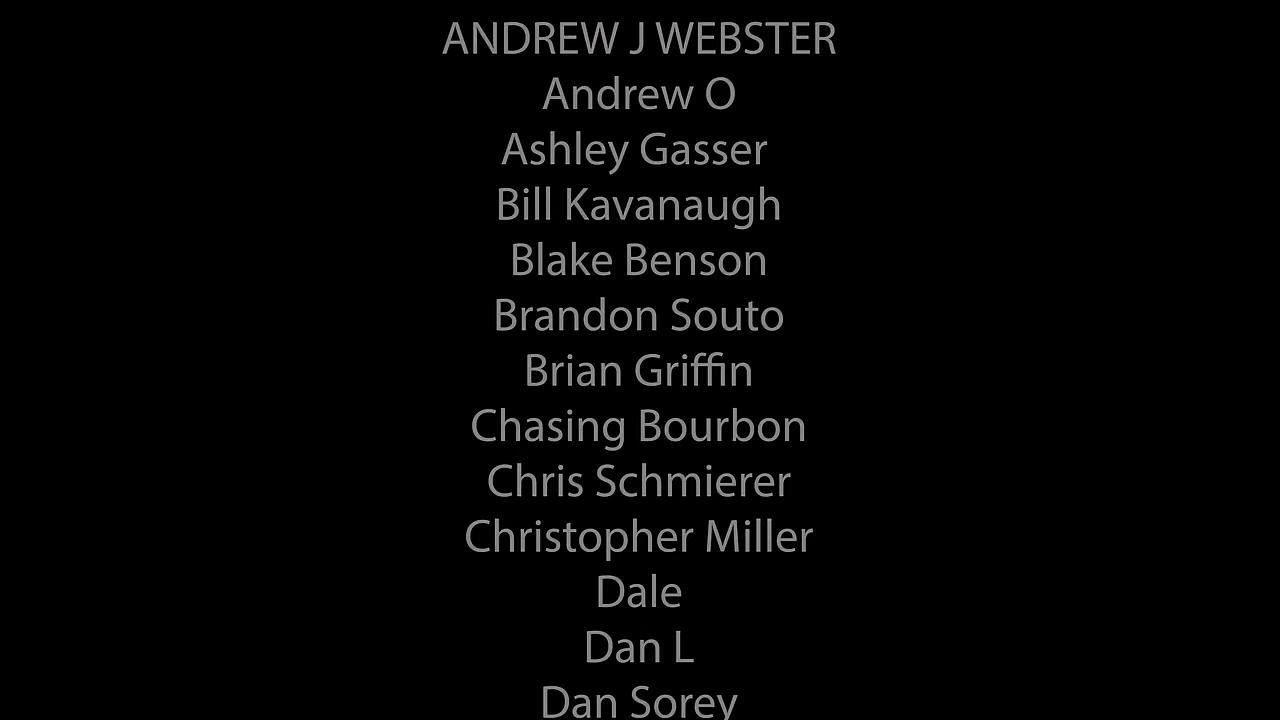 ANDREW J WEBSTER
Andrew O
Ashley Gasser
Bill Kavanaugh
Blake Benson
Brandon Souto
Brian Griffin
Chasing Bourbon
Chris Schmierer
Christopher Miller
Dale
Dan L
Dan Sorey